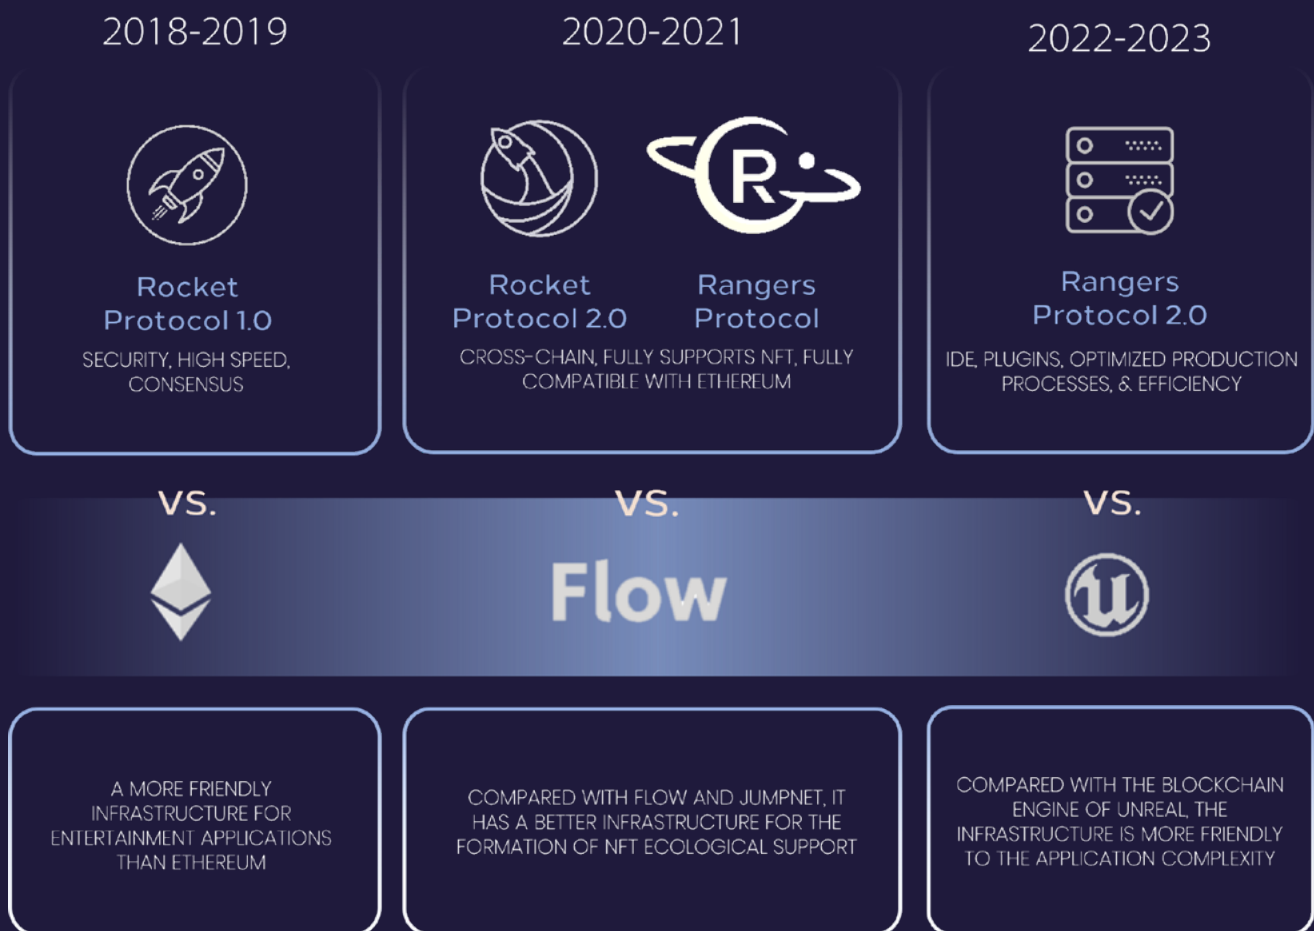 2018-2019
2020-2021
2022-2023
R
Rocket
Protocol 1.0
SECURITY, HIGH SPEED,
CONSENSUS
Rocket
Protocol 2.0
Rangers
Protocol
CROSS-CHAIN, FULLY SUPPORTS NFT, FULLY
COMPATIBLE WITH ETHEREUM
Rangers
Protocol 2.0
IDE, PLUGINS, OPTIMIZED PRODUCTION
PROCESSES, & EFFICIENCY
VS.
VS.
VS.
Flow
U
A MORE FRIENDLY
INFRASTRUCTURE FOR
ENTERTAINMENT APPLICATIONS
THAN ETHEREUM
COMPARED WITH FLOW AND JUMPNET, IT
HAS A BETTER INFRASTRUCTURE FOR THE
FORMATION OF NFT ECOLOGICAL SUPPORT
COMPARED WITH THE BLOCKCHAIN
ENGINE OF UNREAL, THE
INFRASTRUCTURE IS MORE FRIENDLY
TO THE APPLICATION COMPLEXITY